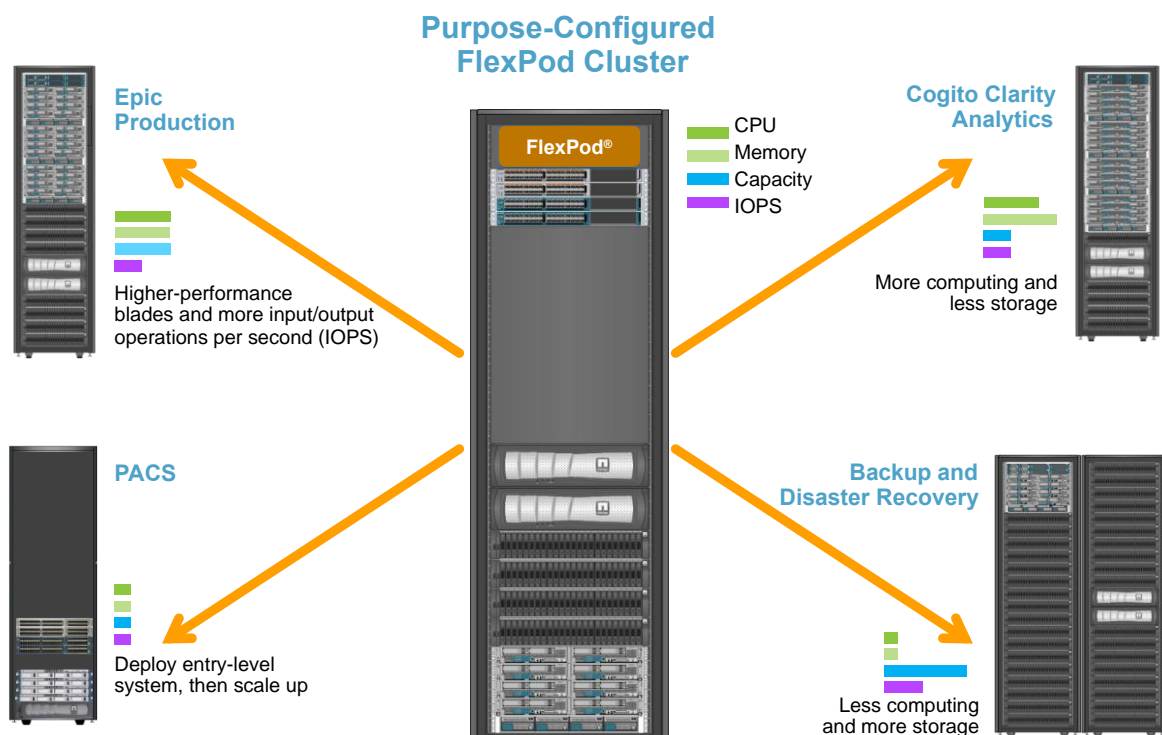 Purpose-Configured
FlexPod Cluster
Epic
Production
Higher-performance
blades and more input/output
operations per second (IOPS)
FlexPod®
CPU
Memory
Capacity
IOPS
Cogito Clarity
Analytics
More computing and
less storage
PACS
Deploy entry-level
system, then scale up
Backup and
Disaster Recovery
Less computing
and more storage